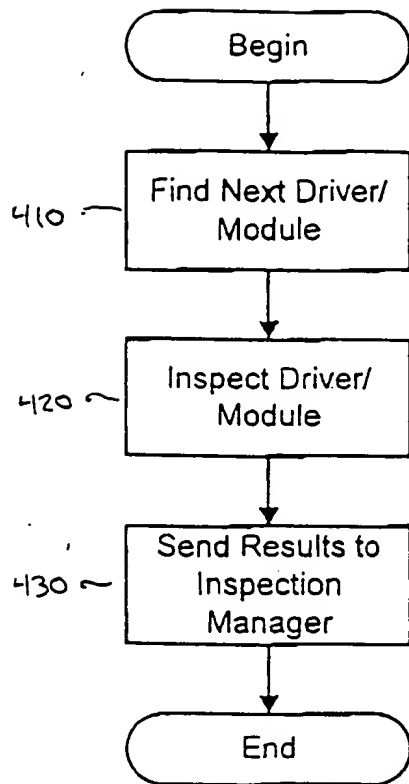 Begin
410
Find Next Driver/
Module
420
Inspect Driver/
Module
430
Send Results to
Inspection
Manager
End